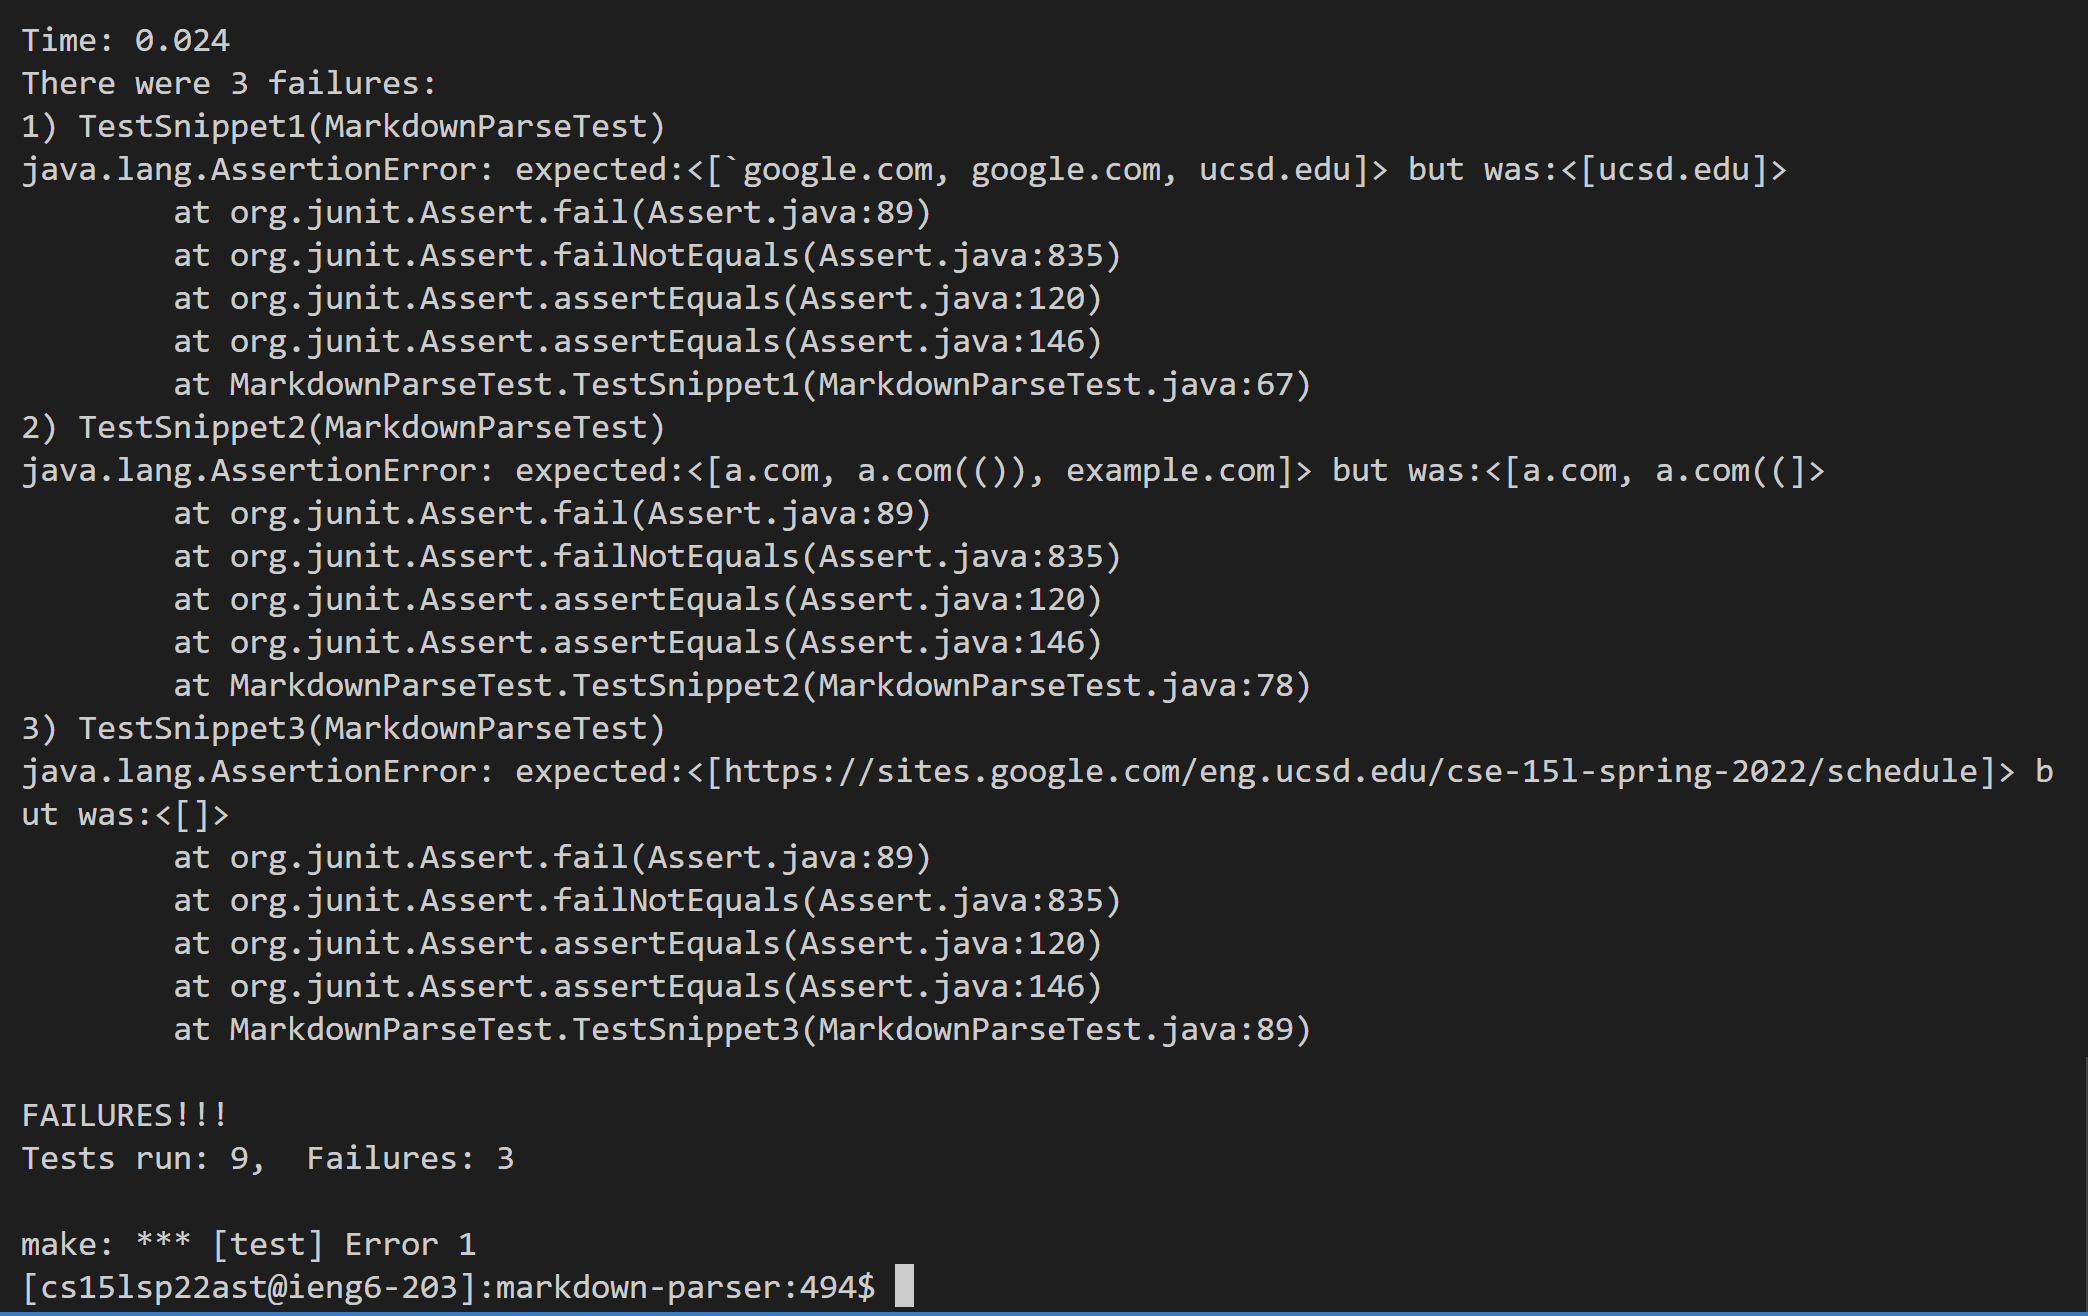 Time: 0.024
There were 3 failures:
1) TestSnippet1(MarkdownParseTest)
java.lang.AssertionError: expected:<[`google.com, google.com, ucsd.edu]> but was:<[ucsd.edu]>
        at org.junit.Assert.fail(Assert.java:89)
        at org.junit.Assert.failNotEquals(Assert.java:835)
        at org.junit.Assert.assertEquals(Assert.java:120)
        at org.junit.Assert.assertEquals(Assert.java:146)
        at MarkdownParseTest.TestSnippet1(MarkdownParseTest.java:67)
2) TestSnippet2(MarkdownParseTest)
java.lang.AssertionError: expected:<[a.com, a.com(()), example.com]> but was:<[a.com, a.com((]>
        at org.junit.Assert.fail(Assert.java:89)
        at org.junit.Assert.failNotEquals(Assert.java:835)
        at org.junit.Assert.assertEquals(Assert.java:120)
        at org.junit.Assert.assertEquals(Assert.java:146)
        at MarkdownParseTest.TestSnippet2(MarkdownParseTest.java:78)
3) TestSnippet3(MarkdownParseTest)
java.lang.AssertionError: expected:<[https://sites.google.com/eng.ucsd.edu/cse-15l-spring-2022/schedule]> b
ut was:<[]>
        at org.junit.Assert.fail(Assert.java:89)
        at org.junit.Assert.failNotEquals(Assert.java:835)
        at org.junit.Assert.assertEquals(Assert.java:120)
        at org.junit.Assert.assertEquals(Assert.java:146)
        at MarkdownParseTest.TestSnippet3(MarkdownParseTest.java:89)

FAILURES!!!
Tests run: 9,  Failures: 3

make: *** [test] Error 1
[cs15lsp22ast@ieng6-203]:markdown-parser:494$